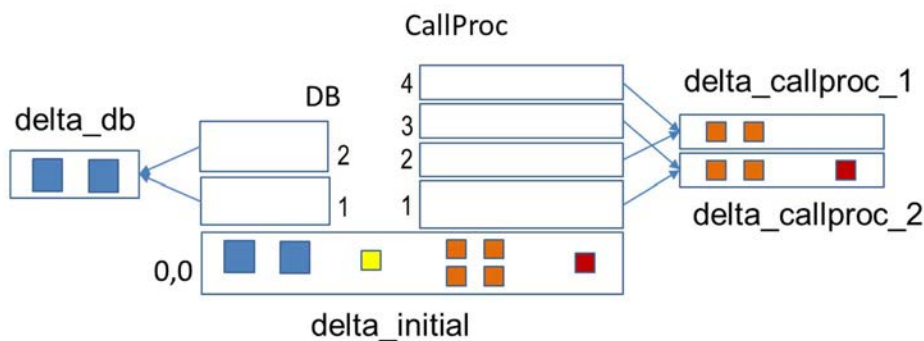 CallProc
4
delta_callproc_1
DB
3
delta_db
2
2
1
1
delta_callproc_2
0,0
delta_initial